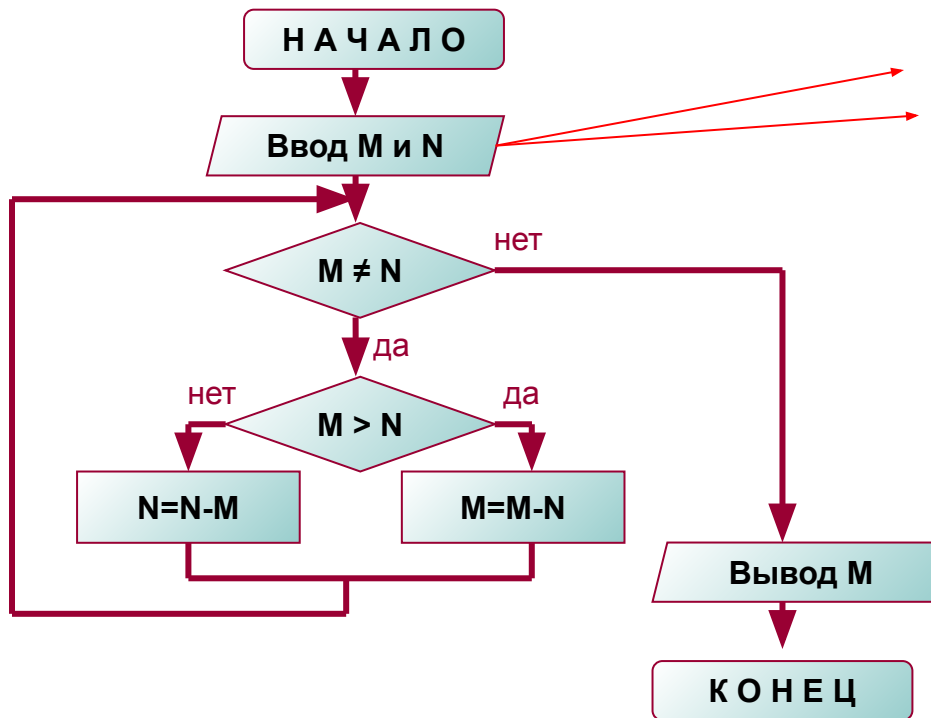 Н А Ч А Л О
Ввод M и N
нет
M ≠ N
да
нет
да
M > N
N=N-M
M=M-N
Вывод M
К О Н Е Ц